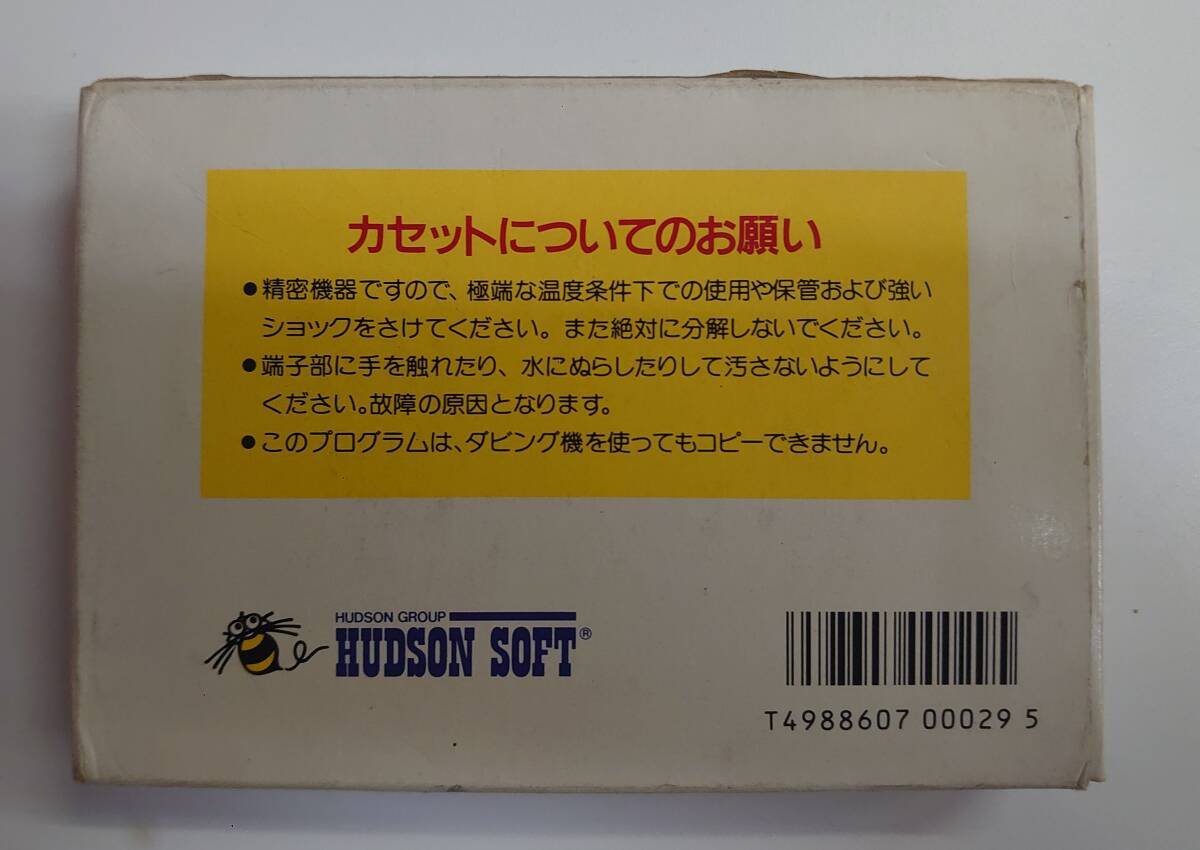 カセットについてのお願い
●精密機器ですので、極端な温度条件下での使用や保管および強い
ショックをさけてください。また絶対に分解しないでください。
●端子部に手を触れたり、水にぬらしたりして汚さないようにして
ください。故障の原因となります。
●このプログラムは、ダビング機を使ってもコピーできません。
HUDSON GROUP
HUDSON SOFT®
T4988607 00029 5